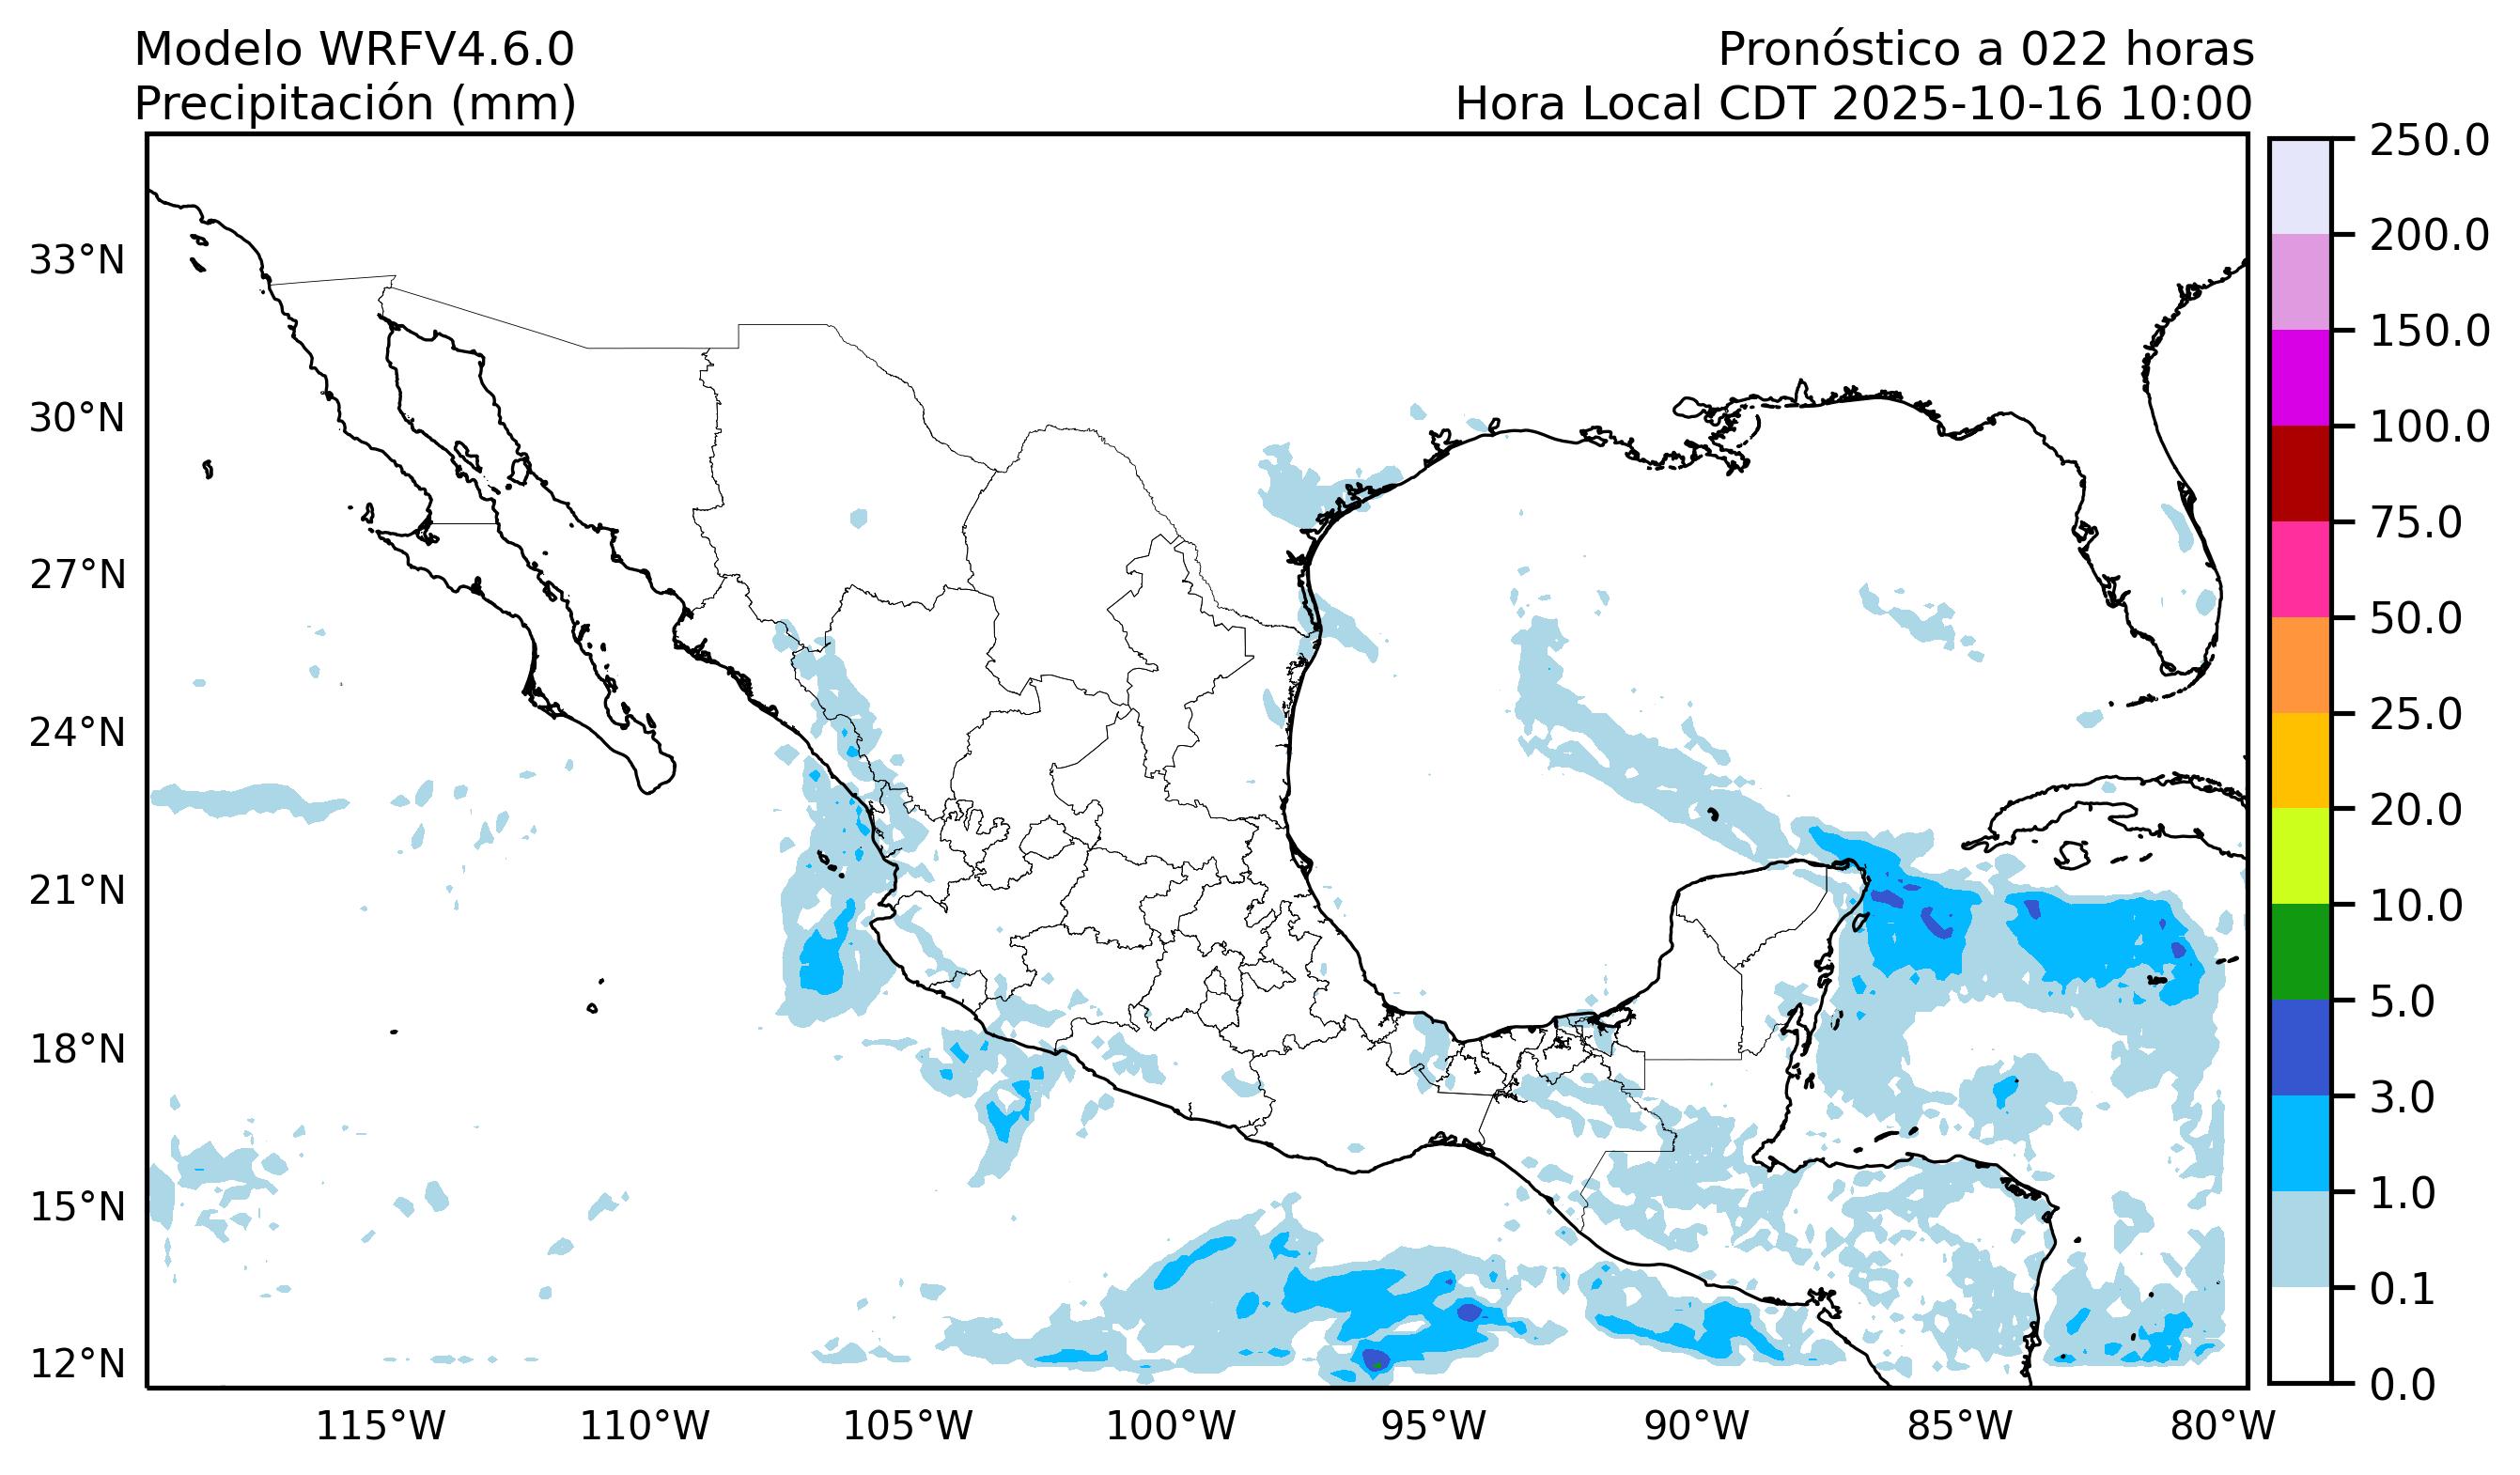 Modelo WRFV4.6.0
Precipitación (mm)
Pronóstico a 022 horas
Hora Local CDT 2025-10-16 10:00
33°N
30°N
27°N
24°N
21°N
18°N
15°N
12°N
115°W
110°W
105°W
100°W
95°W
90°W
85°W
80°W
250.0
200.0
150.0
100.0
75.0
50.0
25.0
20.0
10.0
5.0
3.0
1.0
0.1
0.0